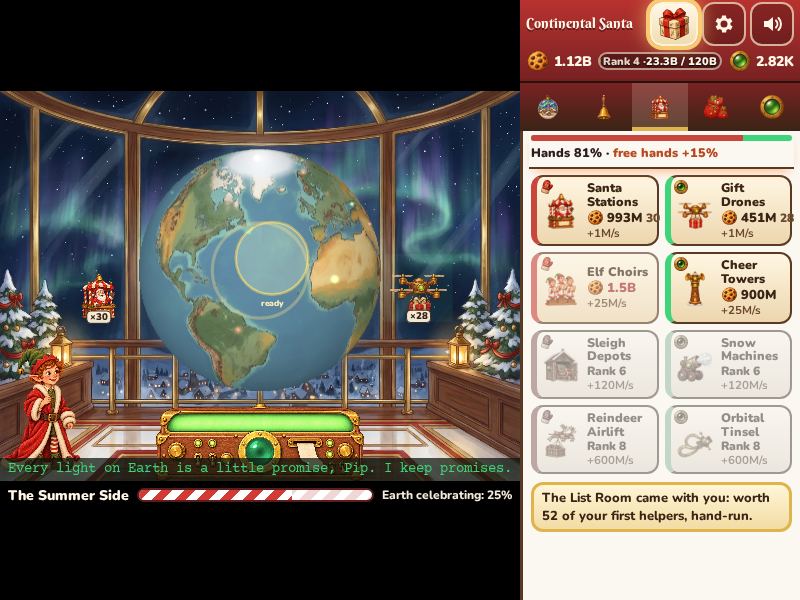 Continental Santa
1.12B
Rank 4 ·23.3B / 120B
2.82K
Hands 81% · free hands +15%
Santa Stations
993M 30
+1M/s
Gift Drones
451M 28
+1M/s
Elf Choirs
1.5B
+25M/s
Cheer Towers
900M
+25M/s
Sleigh Depots
Rank 6
+120M/s
Snow Machines
Rank 6
+120M/s
Reindeer Airlift
Rank 8
+600M/s
Orbital Tinsel
Rank 8
+600M/s
The List Room came with you: worth
52 of your first helpers, hand-run.
ready
×30
×28
Every light on Earth is a little promise, Pip. I keep promises.
The Summer Side
Earth celebrating: 25%